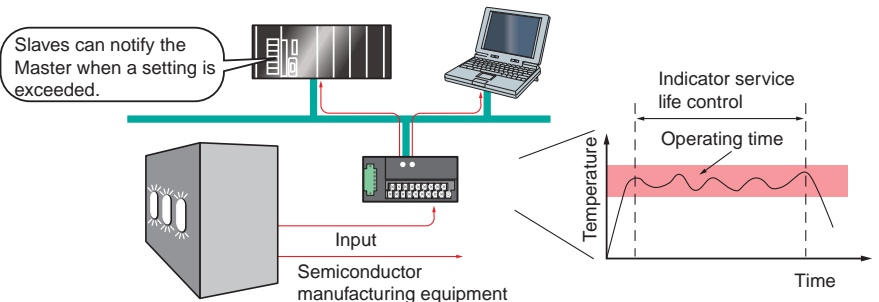 Slaves can notify the
Master when a setting is
exceeded.
Indicator service
life control
Operating time
Temperature
Time
Input
Semiconductor
manufacturing equipment